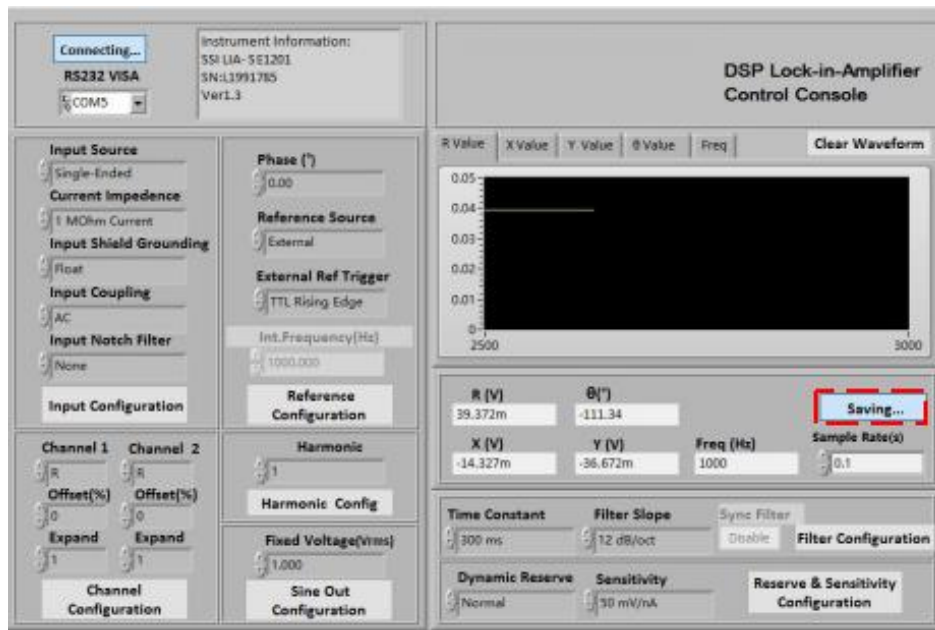 Connecting...
RS232 VISA
COM5
Instrument Information:
SSI LIA- SE1201
SN:L1991785
Ver1.3
DSP Lock-in-Amplifier
Control Console
Input Source
Single-Ended
Current Impedence
1 MOhm Current
Input Shield Grounding
Float
Input Coupling
AC
Input Notch Filter
None
Input Configuration
Phase (°)
0.00
Reference Source
External
External Ref Trigger
TTL Rising Edge
Int.Frequency(Hz)
1000.000
Reference
Configuration
R Value X Value Y Value θ Value Freq Clear Waveform
0.05
0.04
0.03
0.02
0.01
0
2500 3000
R (V) θ(°)
39.372m -111.34
Saving...
X (V) Y (V) Freq (Hz) Sample Rate(s)
-14.327m -36.672m 1000 0.1
Channel 1 Channel 2
R R
Offset(%) Offset(%)
0 0
Expand Expand
1 1
Channel
Configuration
Harmonic
1
Harmonic Config
Fixed Voltage(Vrms)
1.000
Sine Out
Configuration
Time Constant Filter Slope Sync Filter
300 ms 12 dB/oct Disable Filter Configuration
Dynamic Reserve Sensitivity
Normal 50 mV/nA
Reserve & Sensitivity
Configuration